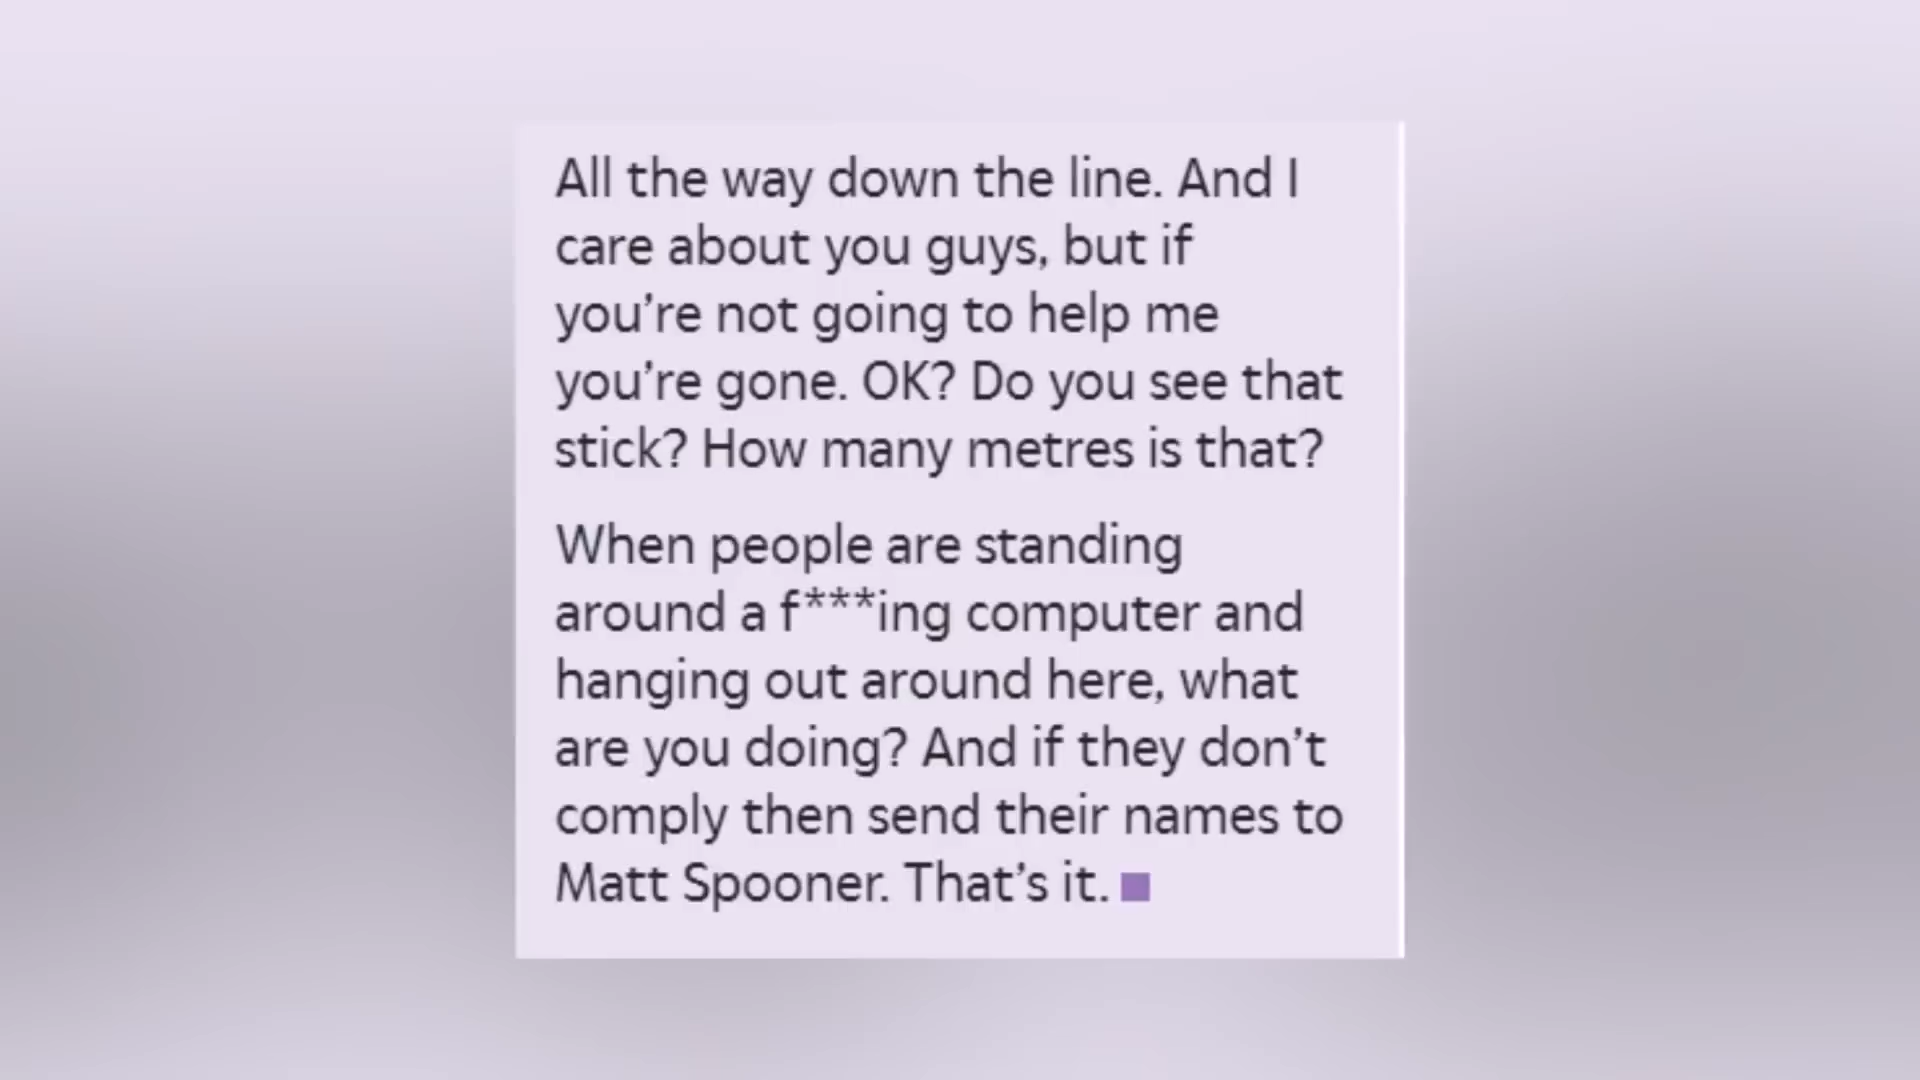 All the way down the line. And I
care about you guys, but if
you’re not going to help me
you’re gone. OK? Do you see that
stick? How many metres is that?
When people are standing
around a f***ing computer and
hanging out around here, what
are you doing? And if they don’t
comply then send their names to
Matt Spooner. That’s it.